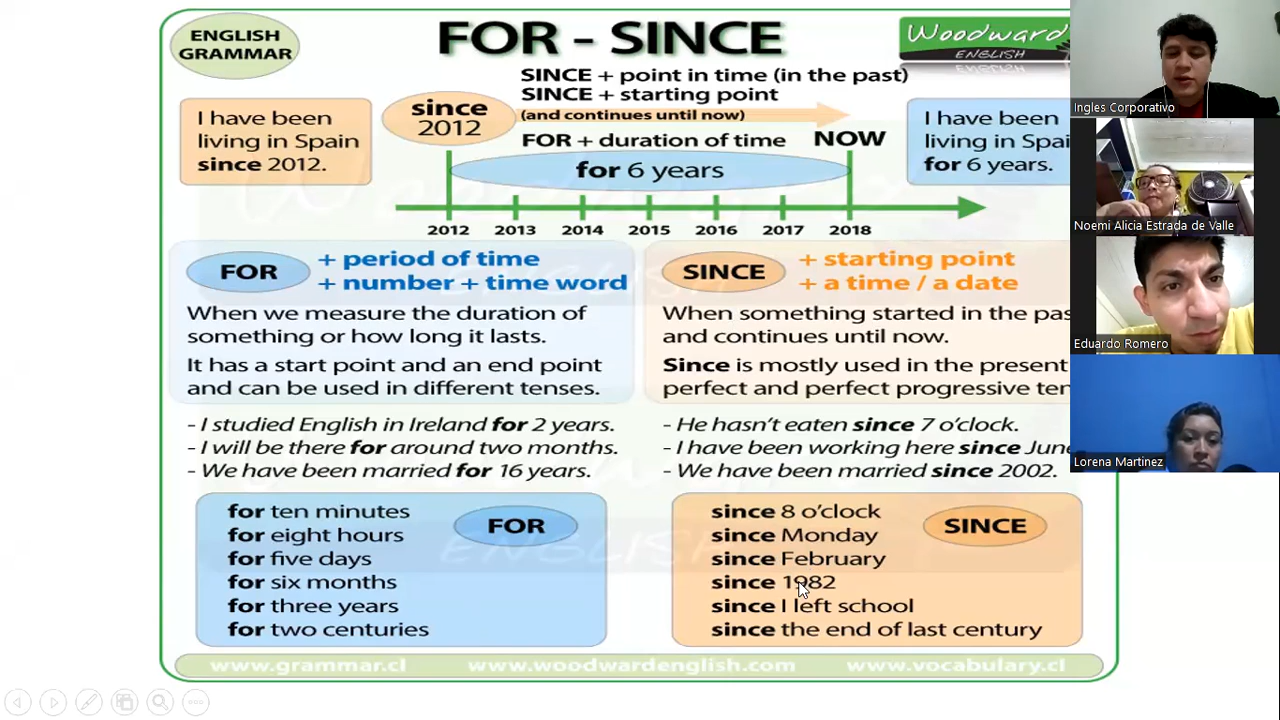 ENGLISH
GRAMMAR
FOR - SINCE
Woodward
ENGLISH
SINCE + point in time (in the past)
SINCE + starting point
(and continues until now)
FOR + duration of time
NOW
I have been
living in Spain
since 2012.
since
2012
for 6 years
I have been
living in Spai
for 6 years.
2012 2013 2014 2015 2016 2017 2018
FOR
+ period of time
+ number + time word
When we measure the duration of
something or how long it lasts.
It has a start point and an end point
and can be used in different tenses.
- I studied English in Ireland for 2 years.
- I will be there for around two months.
- We have been married for 16 years.
SINCE
+ starting point
+ a time / a date
When something started in the pas
and continues until now.
Since is mostly used in the present
perfect and perfect progressive ten
- He hasn't eaten since 7 o'clock.
- I have been working here since June
- We have been married since 2002.
for ten minutes
for eight hours
for five days
for six months
for three years
for two centuries
FOR
since 8 o'clock
since Monday
since February
since 1982
since I left school
since the end of last century
SINCE
www.grammar.cl www.woodwardenglish.com www.vocabulary.cl
Ingles Corporativo
Noemi Alicia Estrada de Valle
Eduardo Romero
Lorena Martinez